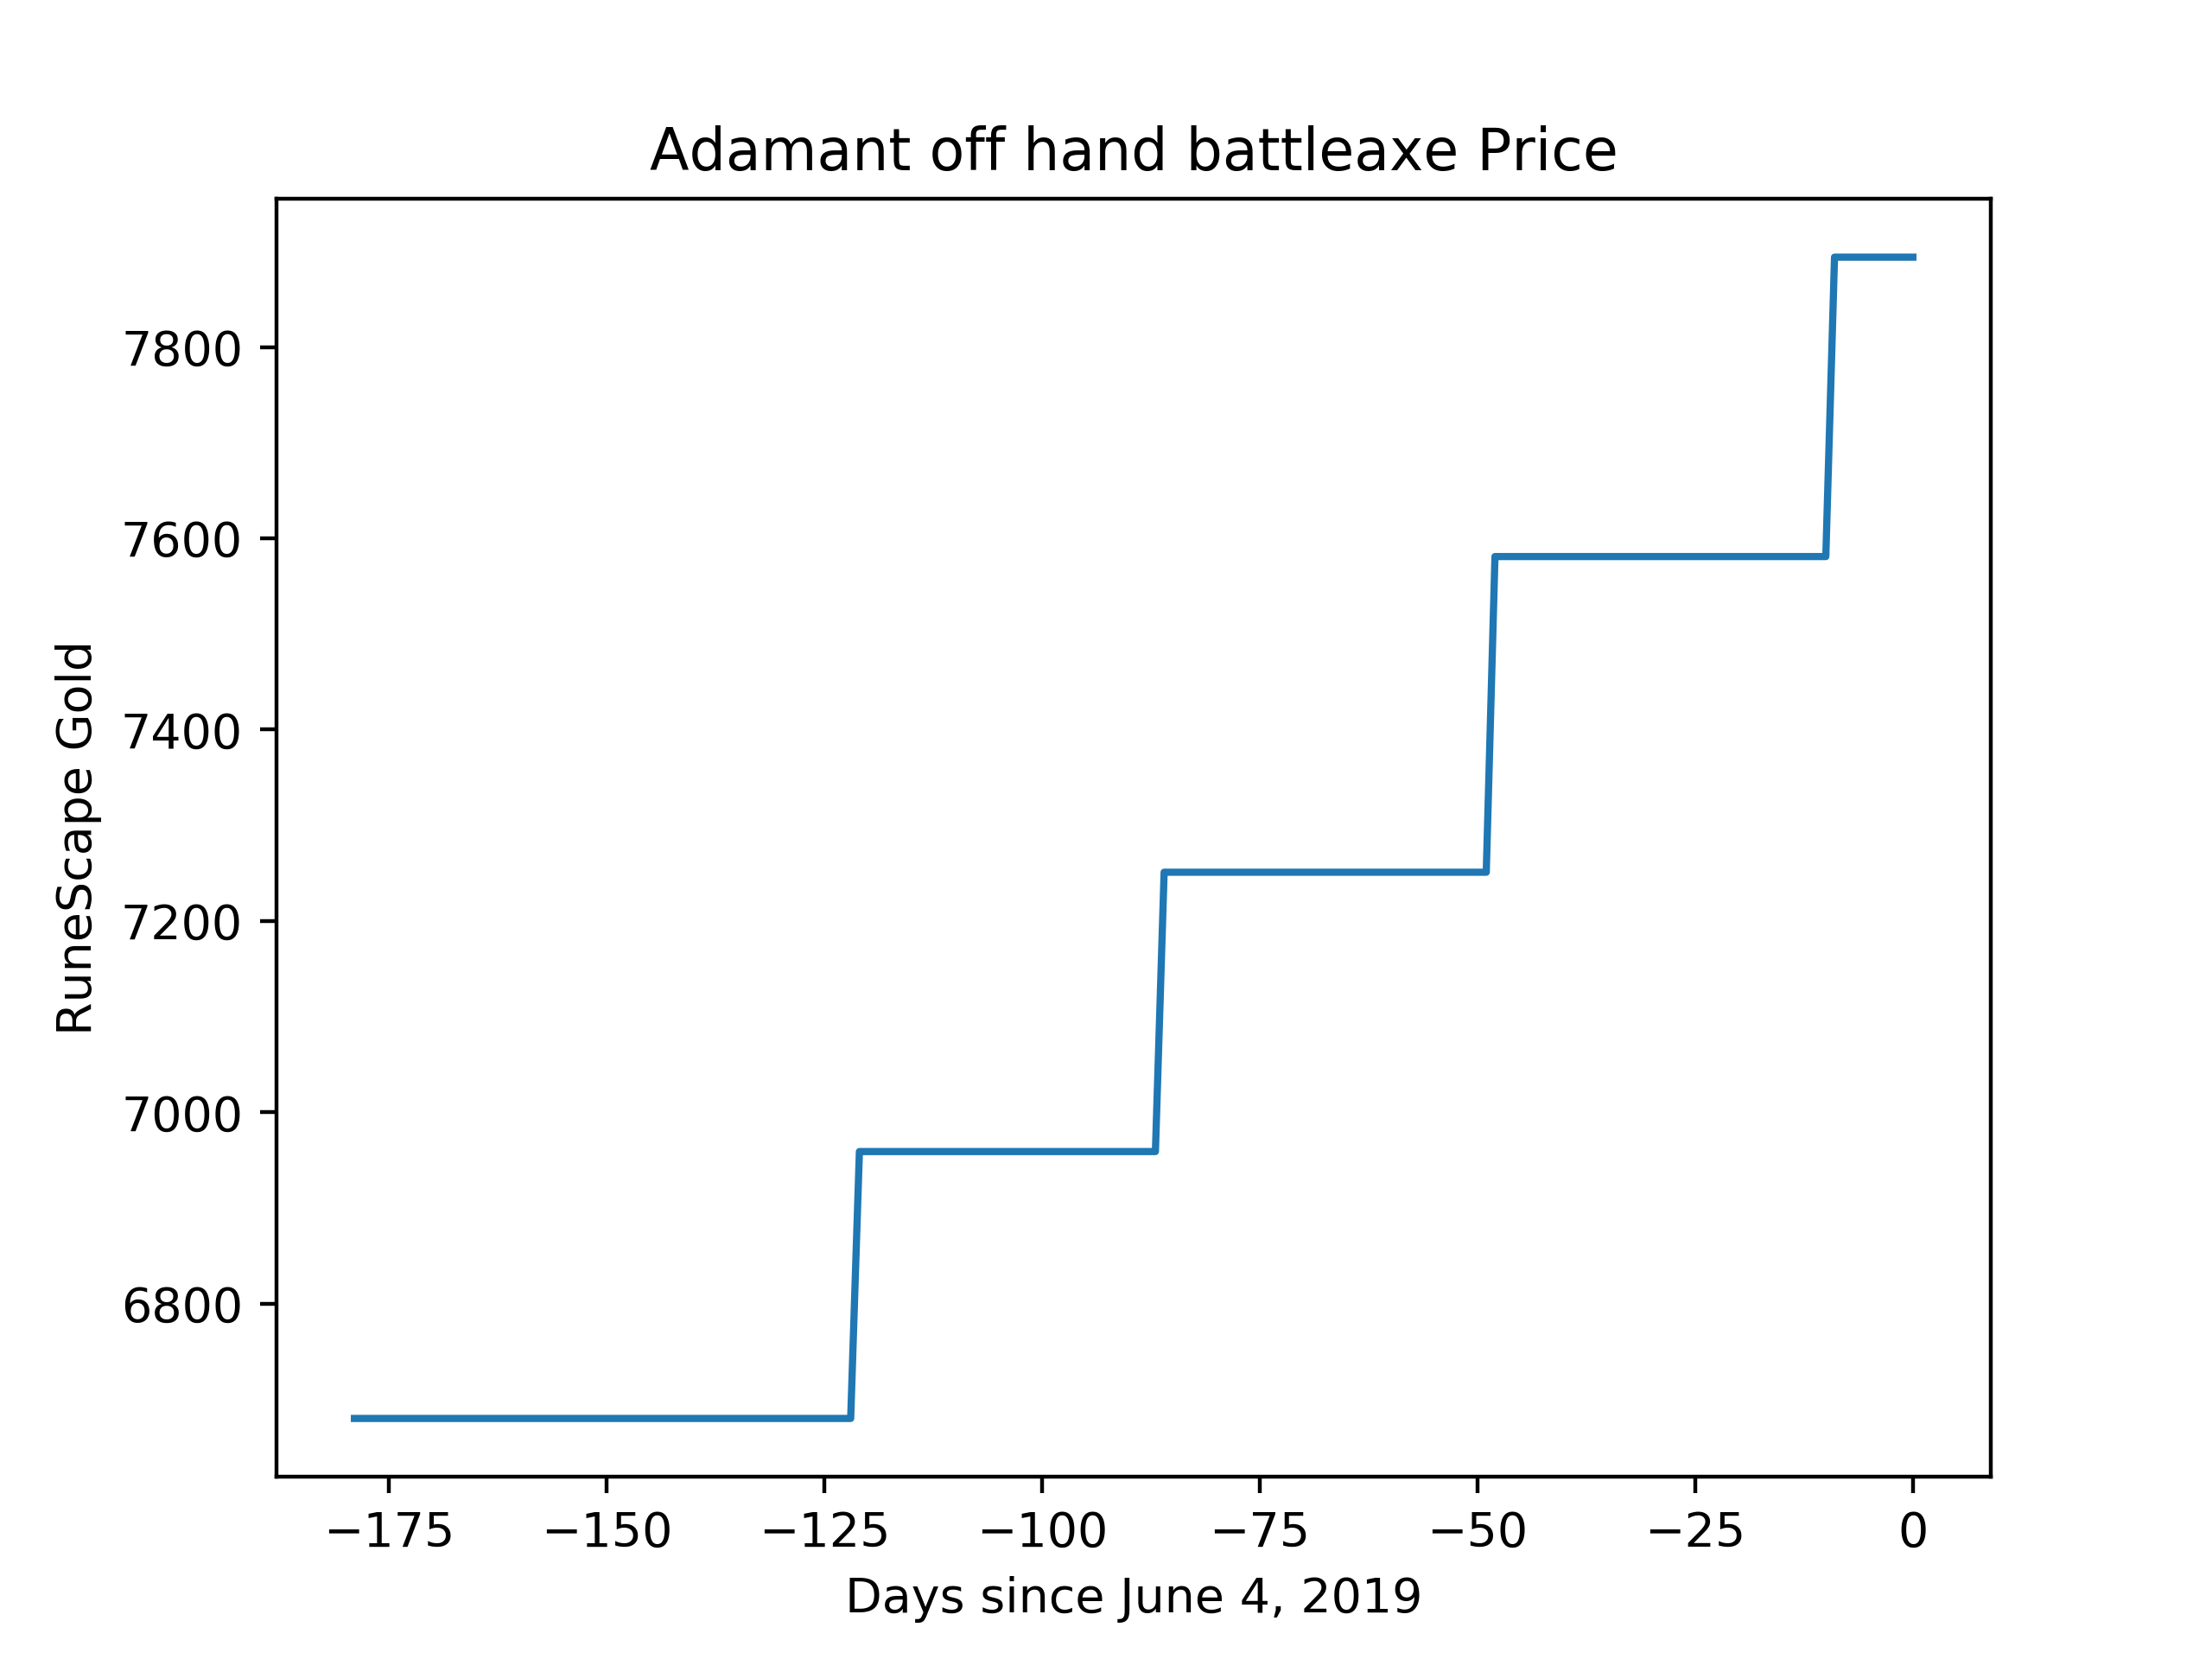 Adamant off hand battleaxe Price
RuneScape Gold
7800
7600
7400
7200
7000
6800
−175 −150 −125 −100 −75 −50 −25 0
Days since June 4, 2019